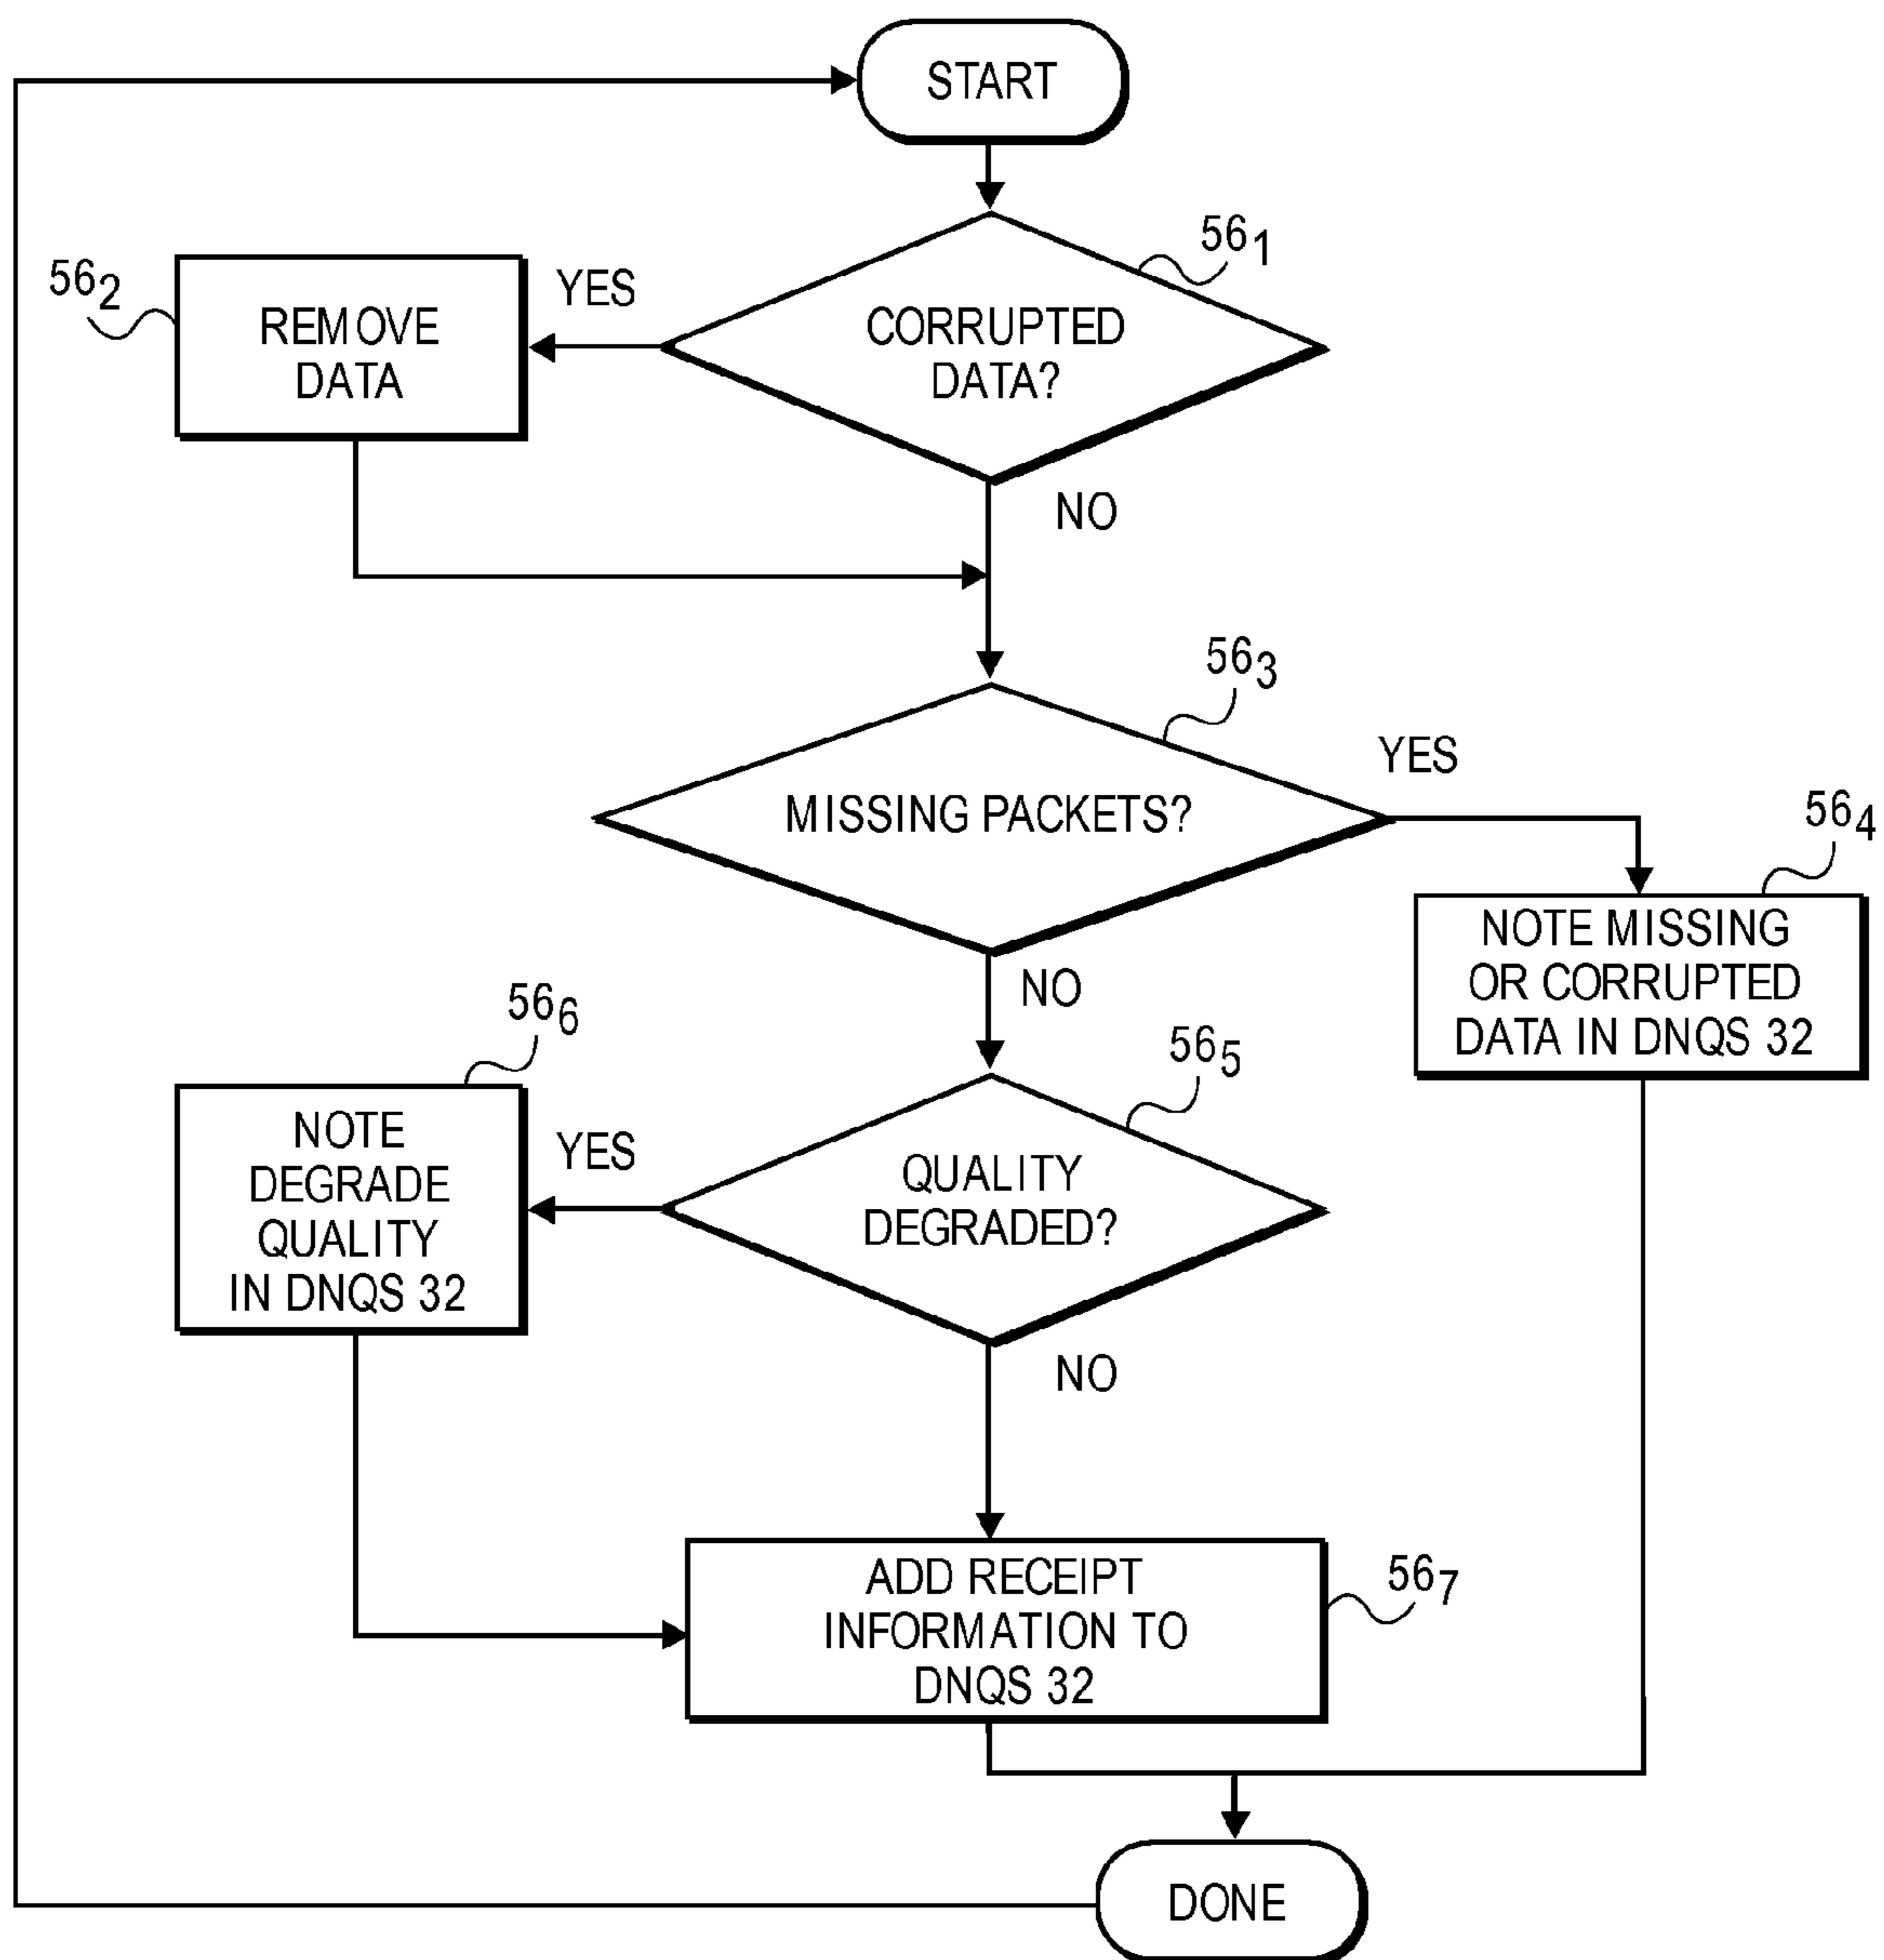 START
56₁
56₂
YES
REMOVE
DATA
CORRUPTED
DATA?
NO
56₃
YES
MISSING PACKETS?
56₄
NOTE MISSING
OR CORRUPTED
DATA IN DNQS 32
NO
56₆
56₅
NOTE
DEGRADE
QUALITY
IN DNQS 32
YES
QUALITY
DEGRADED?
NO
ADD RECEIPT
INFORMATION TO
DNQS 32
56₇
DONE